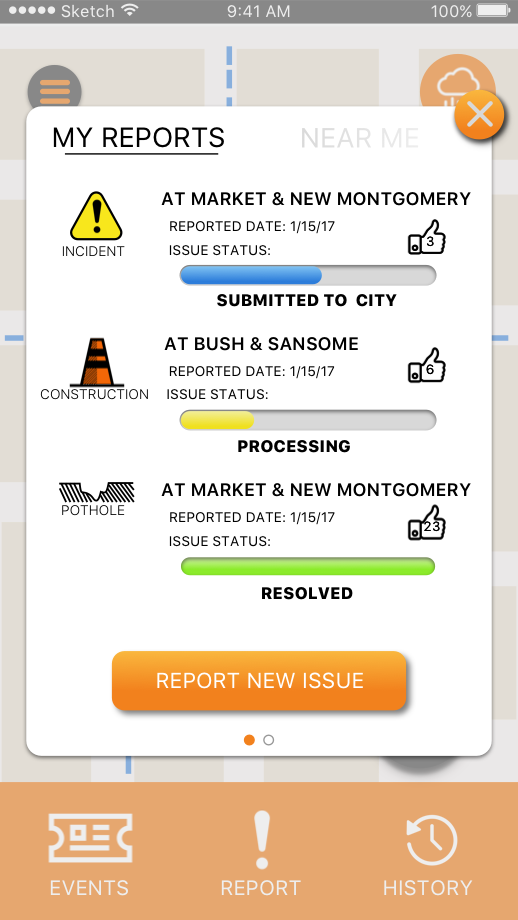 Sketch 9:41 AM 100%
MY REPORTS NEAR ME
AT MARKET & NEW MONTGOMERY
REPORTED DATE: 1/15/17
3
INCIDENT
ISSUE STATUS:
SUBMITTED TO CITY
AT BUSH & SANSOME
REPORTED DATE: 1/15/17
6
CONSTRUCTION
ISSUE STATUS:
PROCESSING
AT MARKET & NEW MONTGOMERY
POTHOLE
REPORTED DATE: 1/15/17
23
ISSUE STATUS:
RESOLVED
REPORT NEW ISSUE
EVENTS REPORT HISTORY